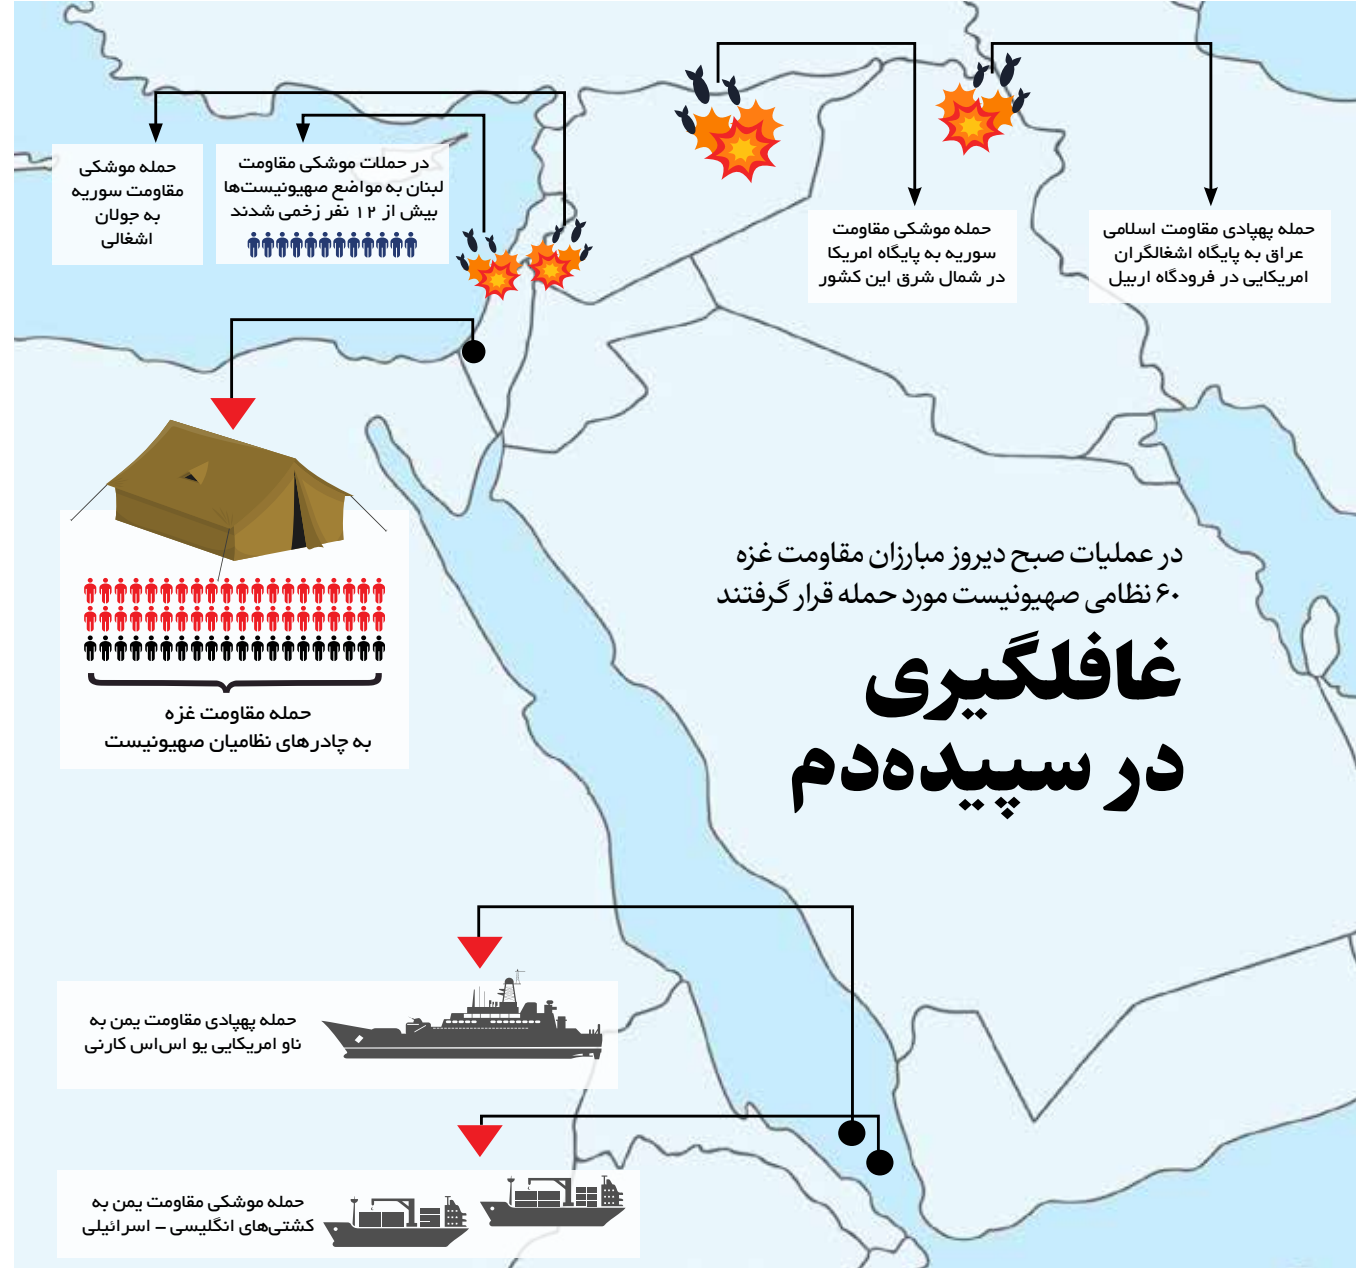 حمله موشکی
مقاومت سوریه
به جولان
اشغالی
در حملات موشکی مقاومت
لبنان به مواضع صهیونیست‌ها
بیش از ۱۲ نفر زخمی شدند
حمله موشکی مقاومت
سوریه به پایگاه امریکا
در شمال شرق این کشور
حمله پهپادی مقاومت اسلامی
عراق به پایگاه اشغالگران
امریکایی در فرودگاه اربیل
در عملیات صبح دیروز مبارزان مقاومت غزه
۶۰ نظامی صهیونیست مورد حمله قرار گرفتند
غافلگیری
در سپیده‌دم
حمله مقاومت غزه
به چادرهای نظامیان صهیونیست
حمله پهپادی مقاومت یمن به
ناو امریکایی یو اس‌اس کارنی
حمله موشکی مقاومت یمن به
کشتی‌های انگلیسی – اسرائیلی